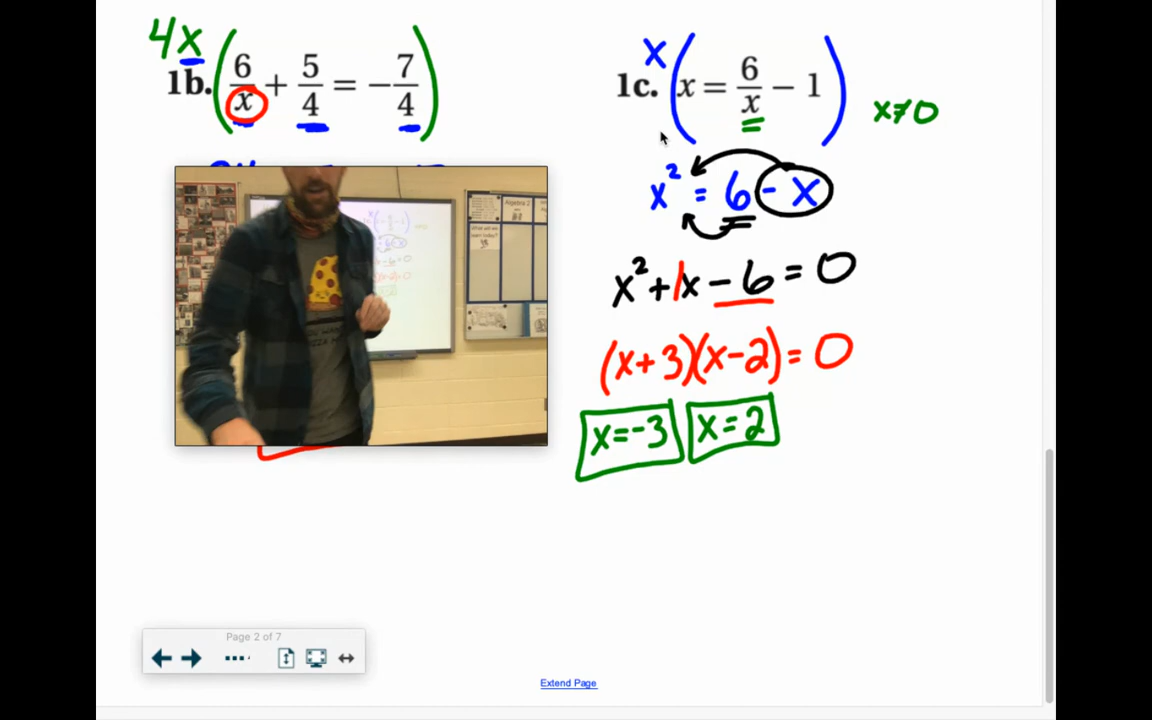 4x
1b. ( 6/x + 5/4 = - 7/4 )
x
1c. ( x = 6/x - 1 )
x≠0
x² = 6 - x
x² + 1x - 6 = 0
(x+3)(x-2) = 0
x=-3 x=2
Algebra 2
Page 2 of 7
Extend Page